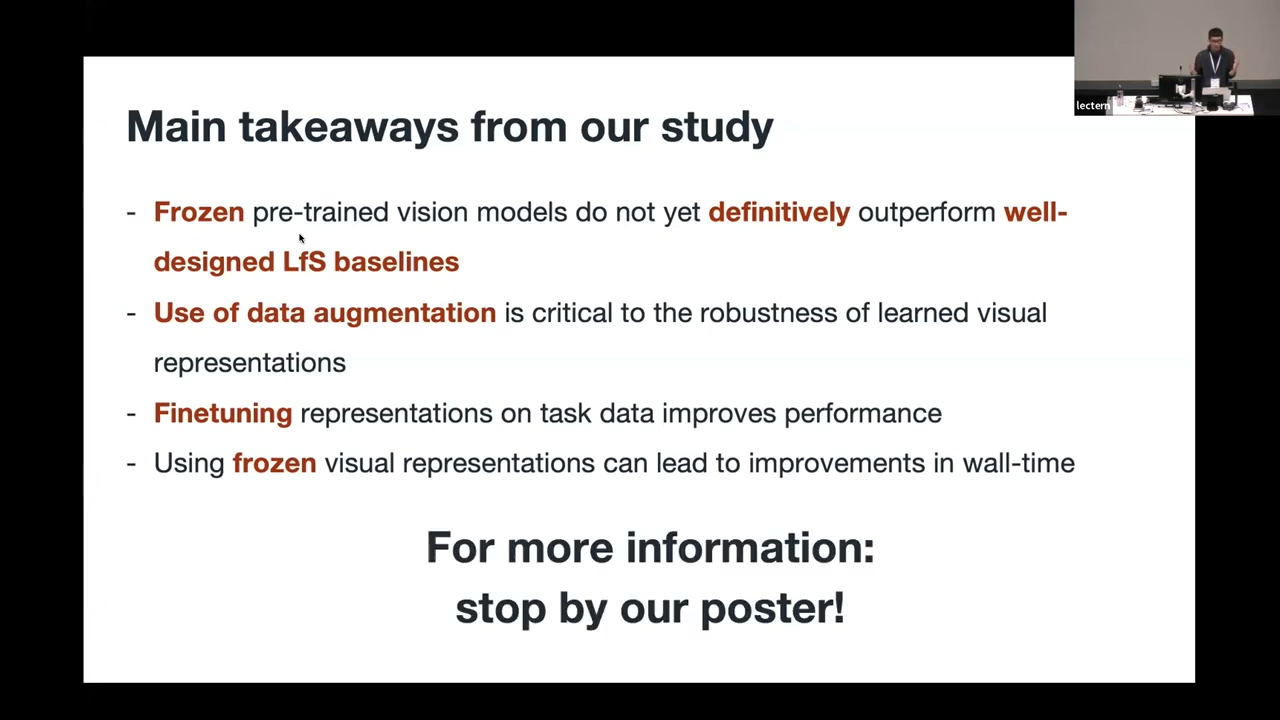 lectern
Main takeaways from our study
- Frozen pre-trained vision models do not yet definitively outperform well-
designed LfS baselines
- Use of data augmentation is critical to the robustness of learned visual
representations
- Finetuning representations on task data improves performance
- Using frozen visual representations can lead to improvements in wall-time
For more information:
stop by our poster!